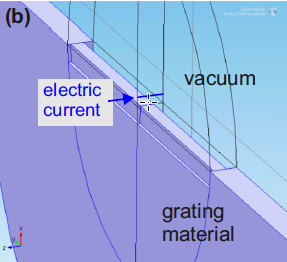 (b)
vacuum
electric
current
grating
material
x
z